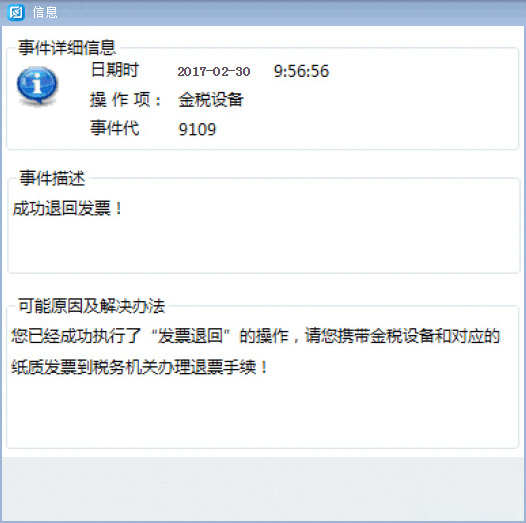 信息
事件详细信息
日期时 2017-02-30 9:56:56
操 作 项： 金税设备
事件代 9109
事件描述
成功退回发票！
可能原因及解决办法
您已经成功执行了“发票退回”的操作，请您携带金税设备和对应的
纸质发票到税务机关办理退票手续！